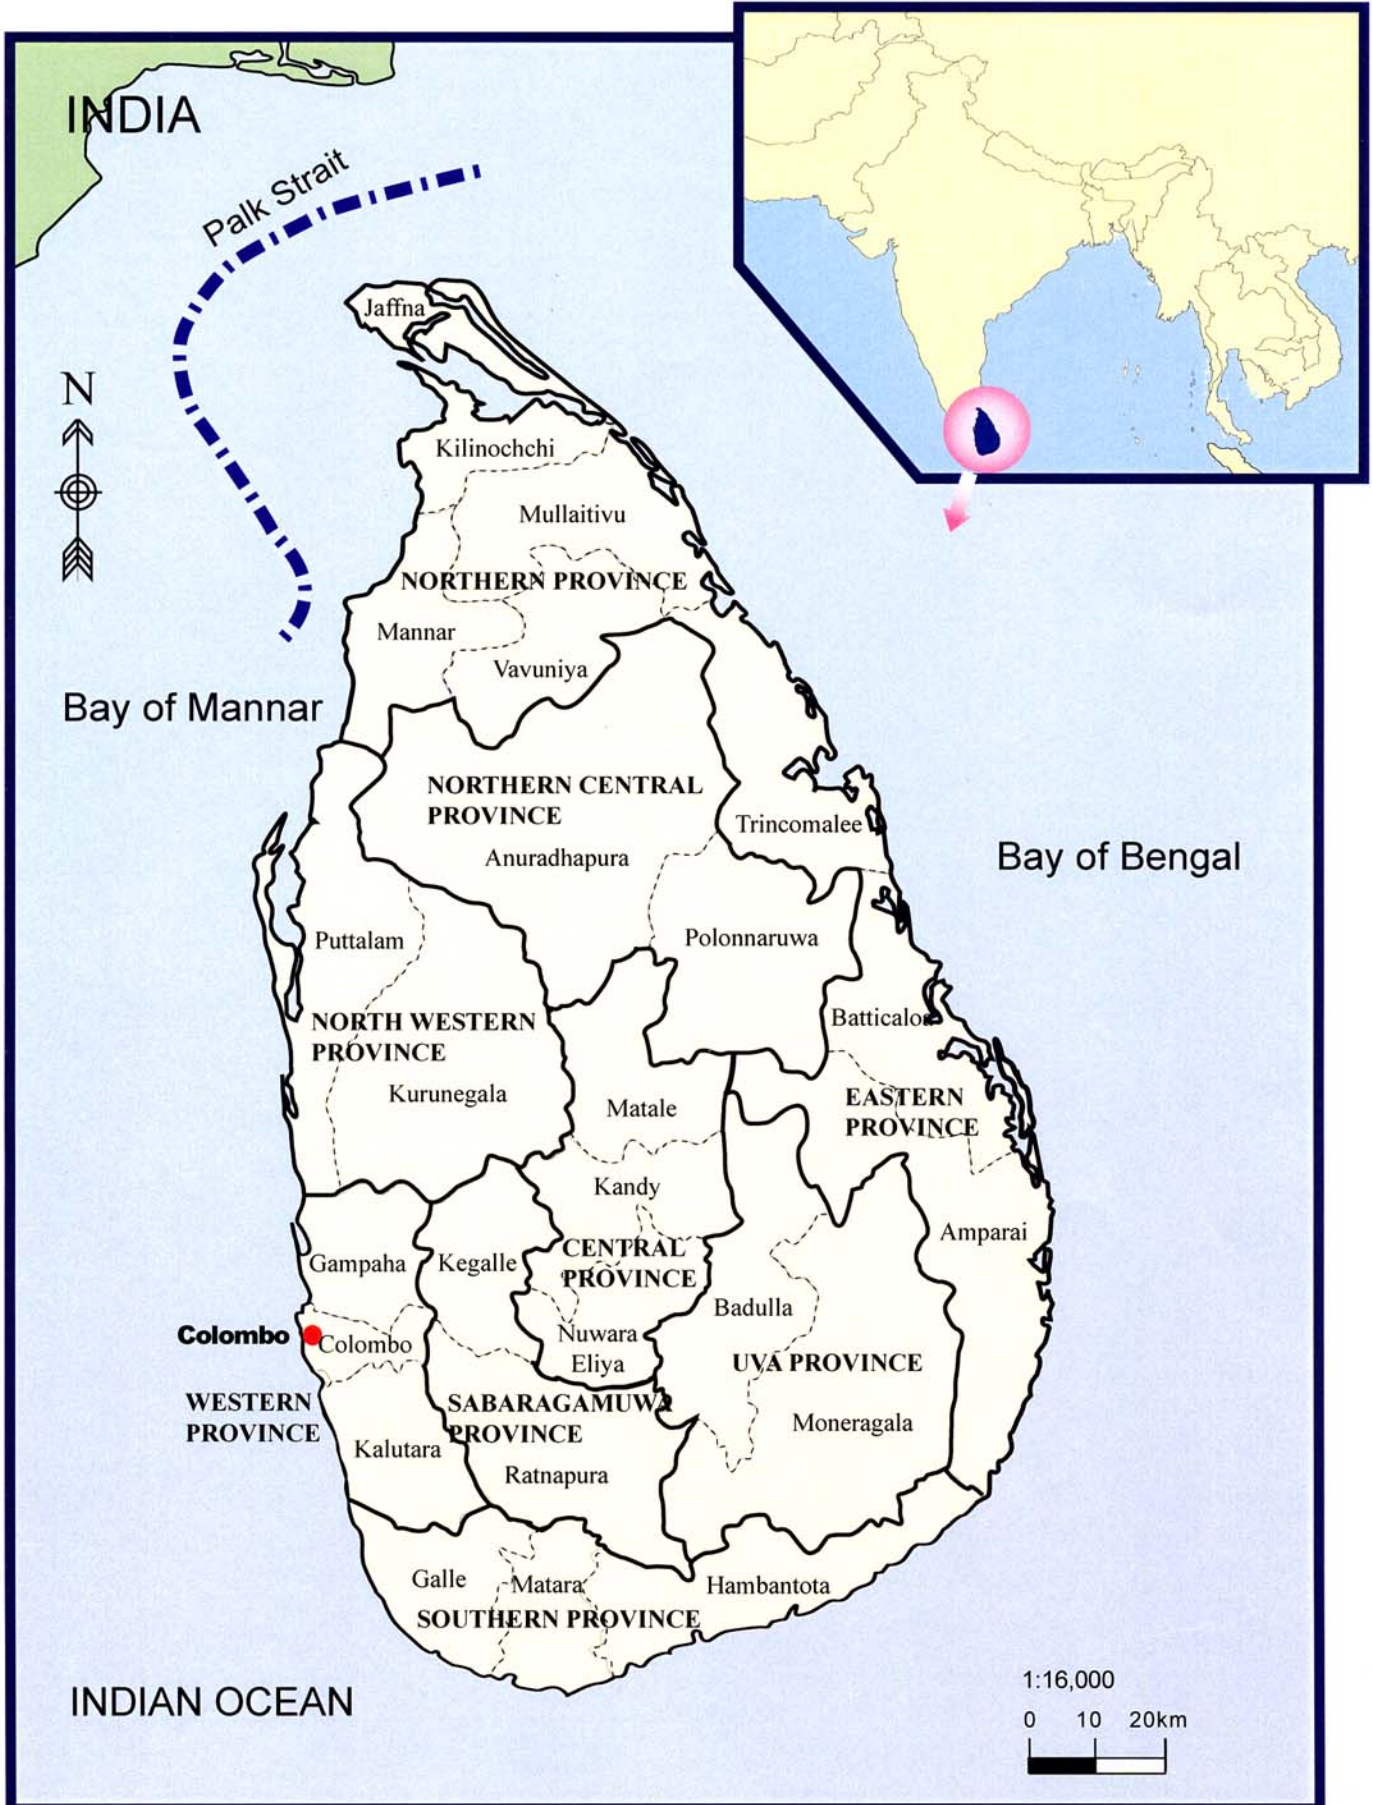 INDIA
Palk Strait
Jaffna
N
Kilinochchi
Mullaitivu
NORTHERN PROVINCE
Mannar
Vavuniya
Bay of Mannar
NORTHERN CENTRAL
PROVINCE
Trincomalee
Anuradhapura
Bay of Bengal
Puttalam
Polonnaruwa
Batticaloa
NORTH WESTERN
PROVINCE
Kurunegala
Matale
EASTERN
PROVINCE
Kandy
Amparai
Gampaha
Kegalle
CENTRAL
PROVINCE
Badulla
Colombo
Colombo
Nuwara
Eliya
UVA PROVINCE
WESTERN
PROVINCE
SABARAGAMUWA
PROVINCE
Moneragala
Kalutara
Ratnapura
Galle
Matara
Hambantota
SOUTHERN PROVINCE
INDIAN OCEAN
1:16,000
0 10 20km